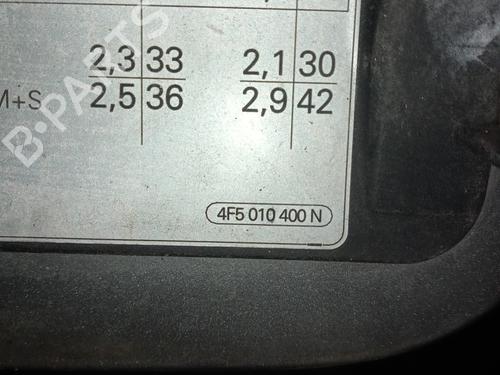 2,3 33 2,1 30
M+S 2,5 36 2,9 42
4F5 010 400 N
B-PARTS